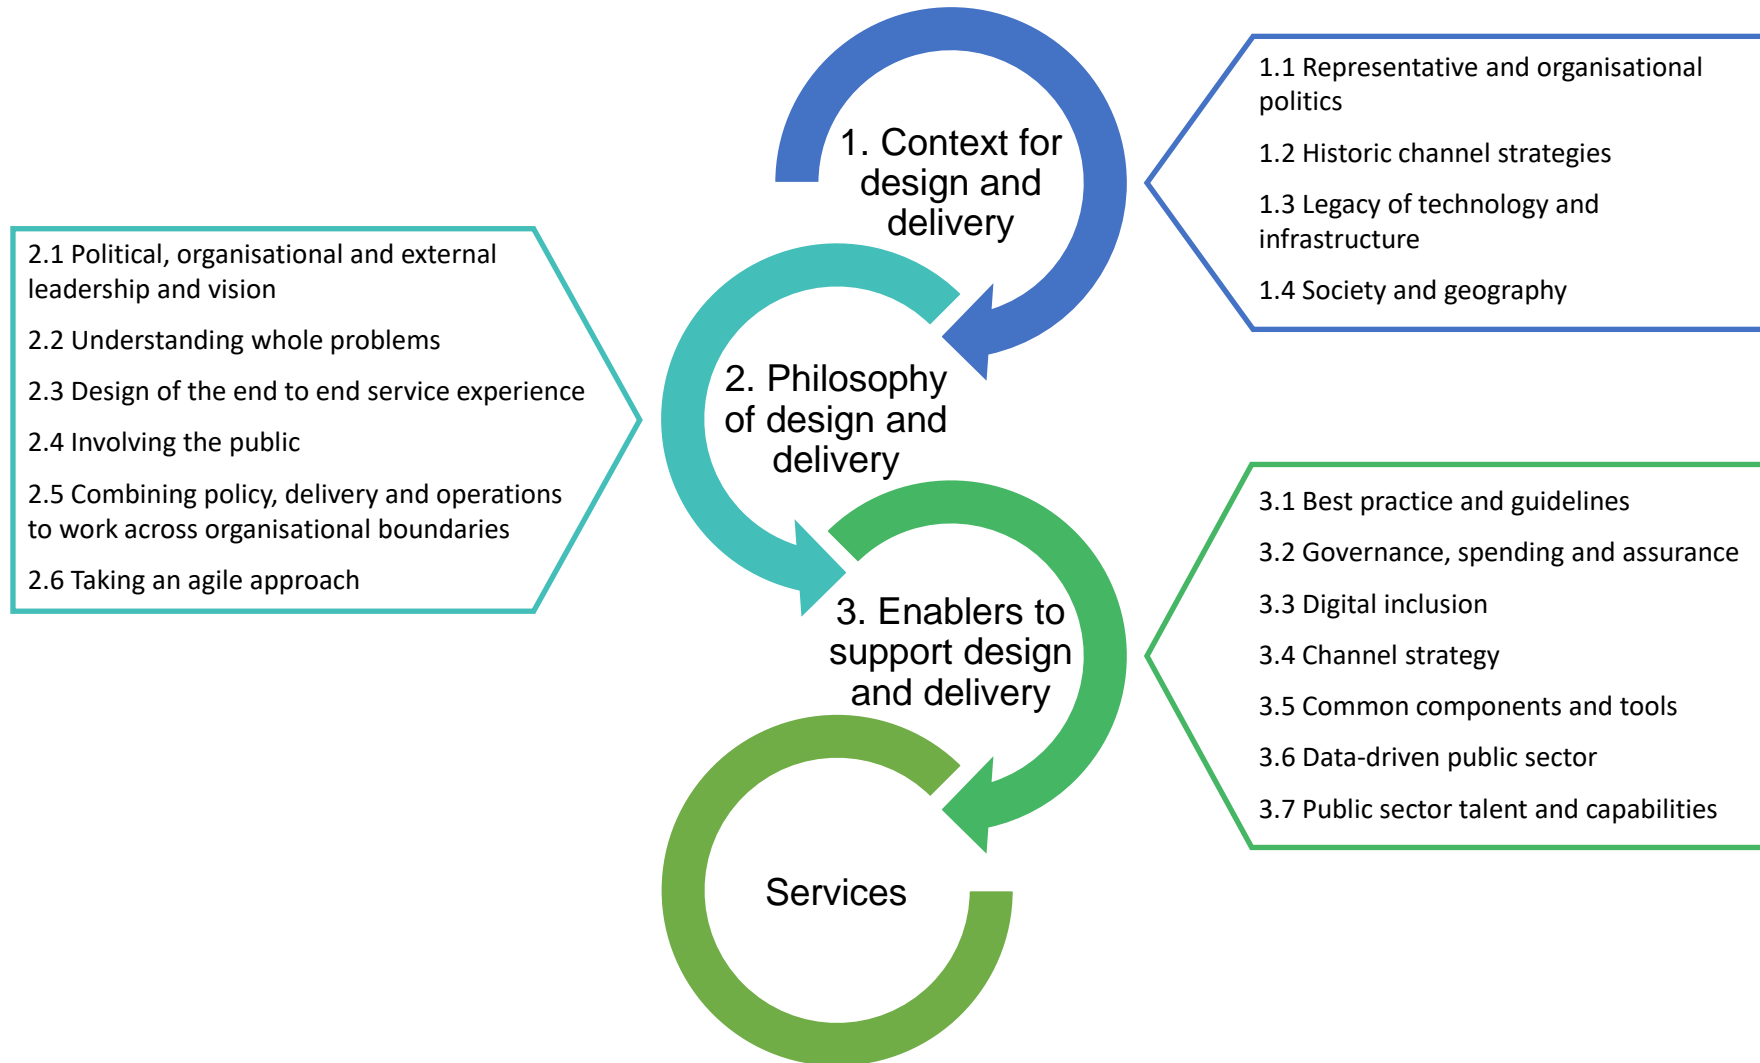 1. Context for
design and
delivery
1.1 Representative and organisational
politics
1.2 Historic channel strategies
1.3 Legacy of technology and
infrastructure
1.4 Society and geography
2. Philosophy
of design and
delivery
2.1 Political, organisational and external
leadership and vision
2.2 Understanding whole problems
2.3 Design of the end to end service experience
2.4 Involving the public
2.5 Combining policy, delivery and operations
to work across organisational boundaries
2.6 Taking an agile approach
3. Enablers to
support design
and delivery
3.1 Best practice and guidelines
3.2 Governance, spending and assurance
3.3 Digital inclusion
3.4 Channel strategy
3.5 Common components and tools
3.6 Data-driven public sector
3.7 Public sector talent and capabilities
Services